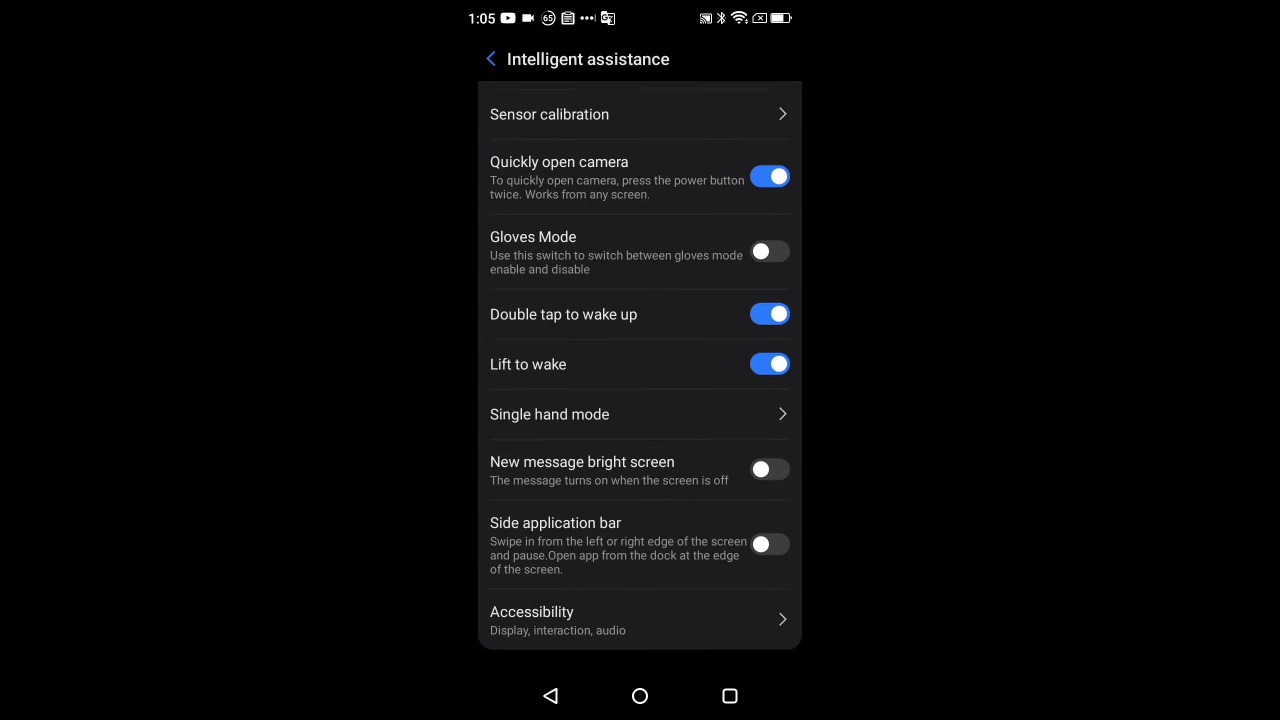 1:05
65
Intelligent assistance
Sensor calibration
Quickly open camera
To quickly open camera, press the power button
twice. Works from any screen.
Gloves Mode
Use this switch to switch between gloves mode
enable and disable
Double tap to wake up
Lift to wake
Single hand mode
New message bright screen
The message turns on when the screen is off
Side application bar
Swipe in from the left or right edge of the screen
and pause.Open app from the dock at the edge
of the screen.
Accessibility
Display, interaction, audio